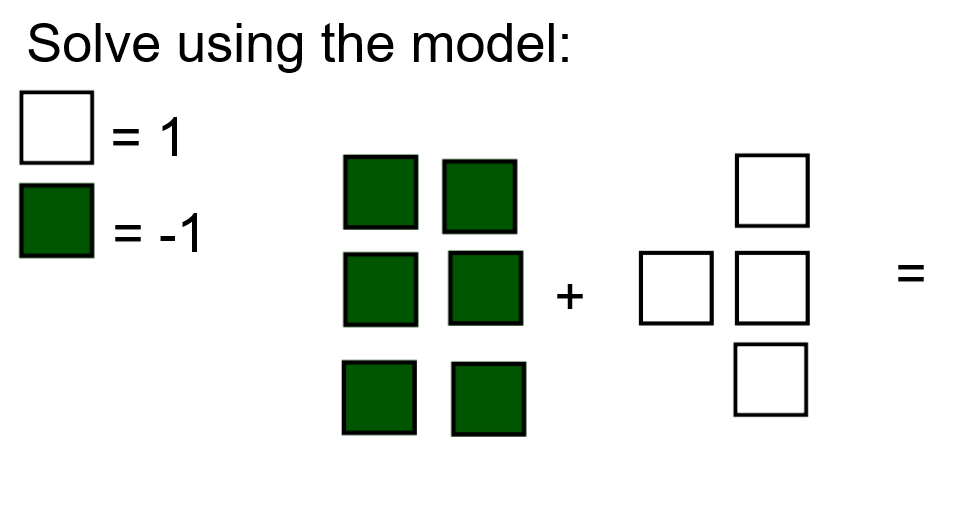 Solve using the model:
= 1
= -1
+
=